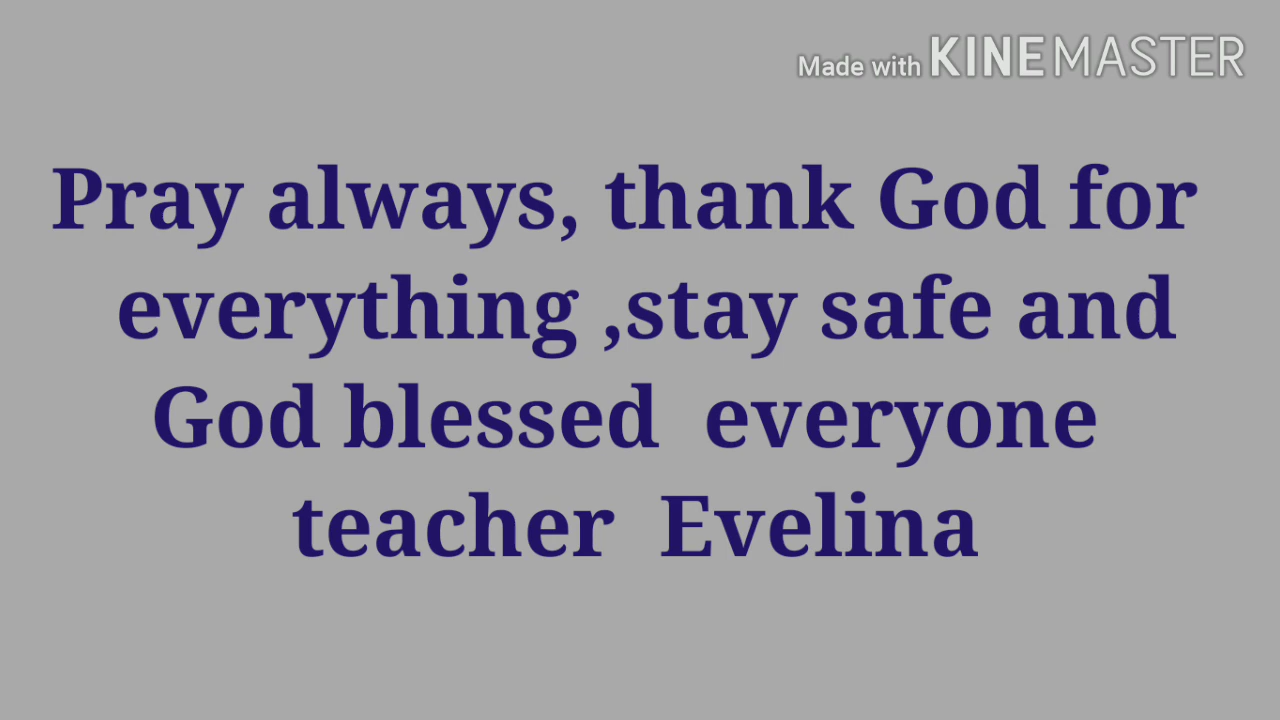 Made with KINEMASTER
Pray always, thank God for
everything ,stay safe and
God blessed  everyone
teacher  Evelina